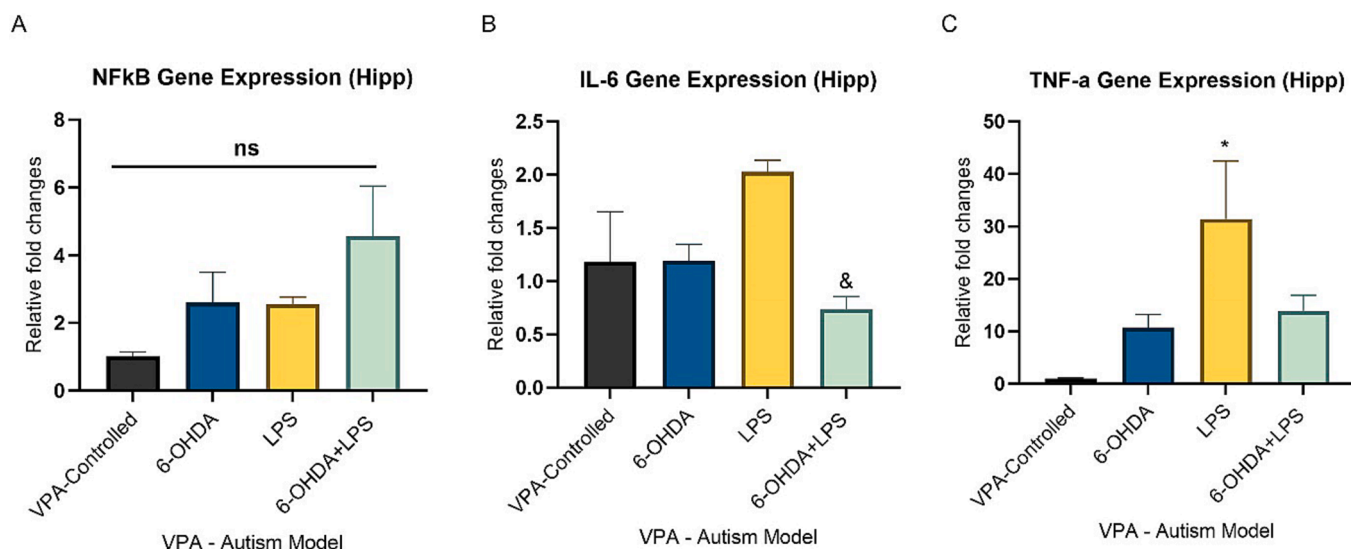 A
NFkB Gene Expression (Hipp)
Relative fold changes
8
6
4
2
0
ns
VPA-Controlled
6-OHDA
LPS
6-OHDA+LPS
VPA - Autism Model
B
IL-6 Gene Expression (Hipp)
Relative fold changes
2.5
2.0
1.5
1.0
0.5
0.0
&
VPA-Controlled
6-OHDA
LPS
6-OHDA+LPS
VPA - Autism Model
C
TNF-a Gene Expression (Hipp)
Relative fold changes
50
40
30
20
10
0
*
VPA-Controlled
6-OHDA
LPS
6-OHDA+LPS
VPA - Autism Model